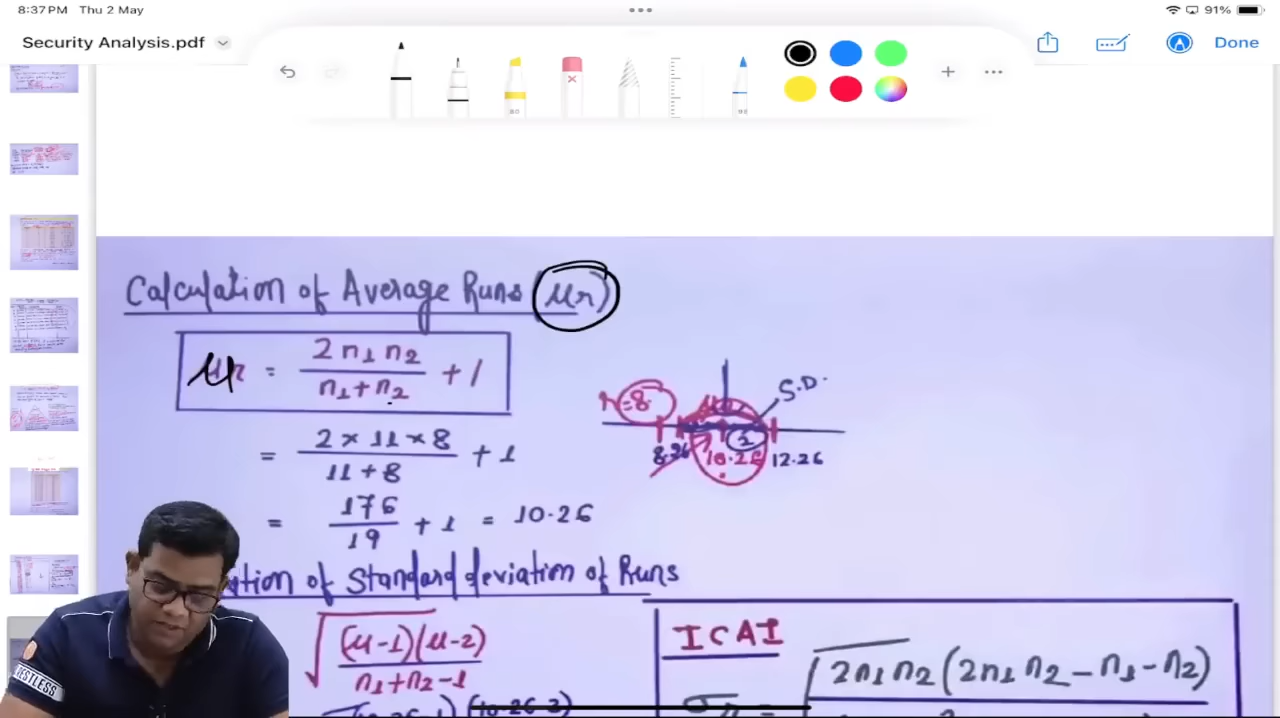 8:37 PM Thu 2 May
91%
Security Analysis.pdf
Done
Calculation of Average Runs (μr)
μr = 2n1n2 / n1+n2 + 1
= 2 × 11 × 8 / 11 + 8 + 1
= 176 / 19 + 1 = 10.26
r=8
S.D.
8.26
2
10.26
12.26
of Standard deviation of Runs
√(μ-1)(μ-2) / n1+n2-1
ICAI
2n1n2(2n1n2-n1-n2)
RESTLESS